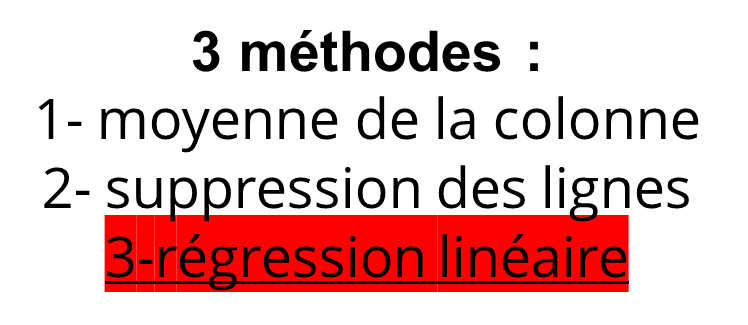 3 méthodes :
1- moyenne de la colonne
2- suppression des lignes
3-régression linéaire